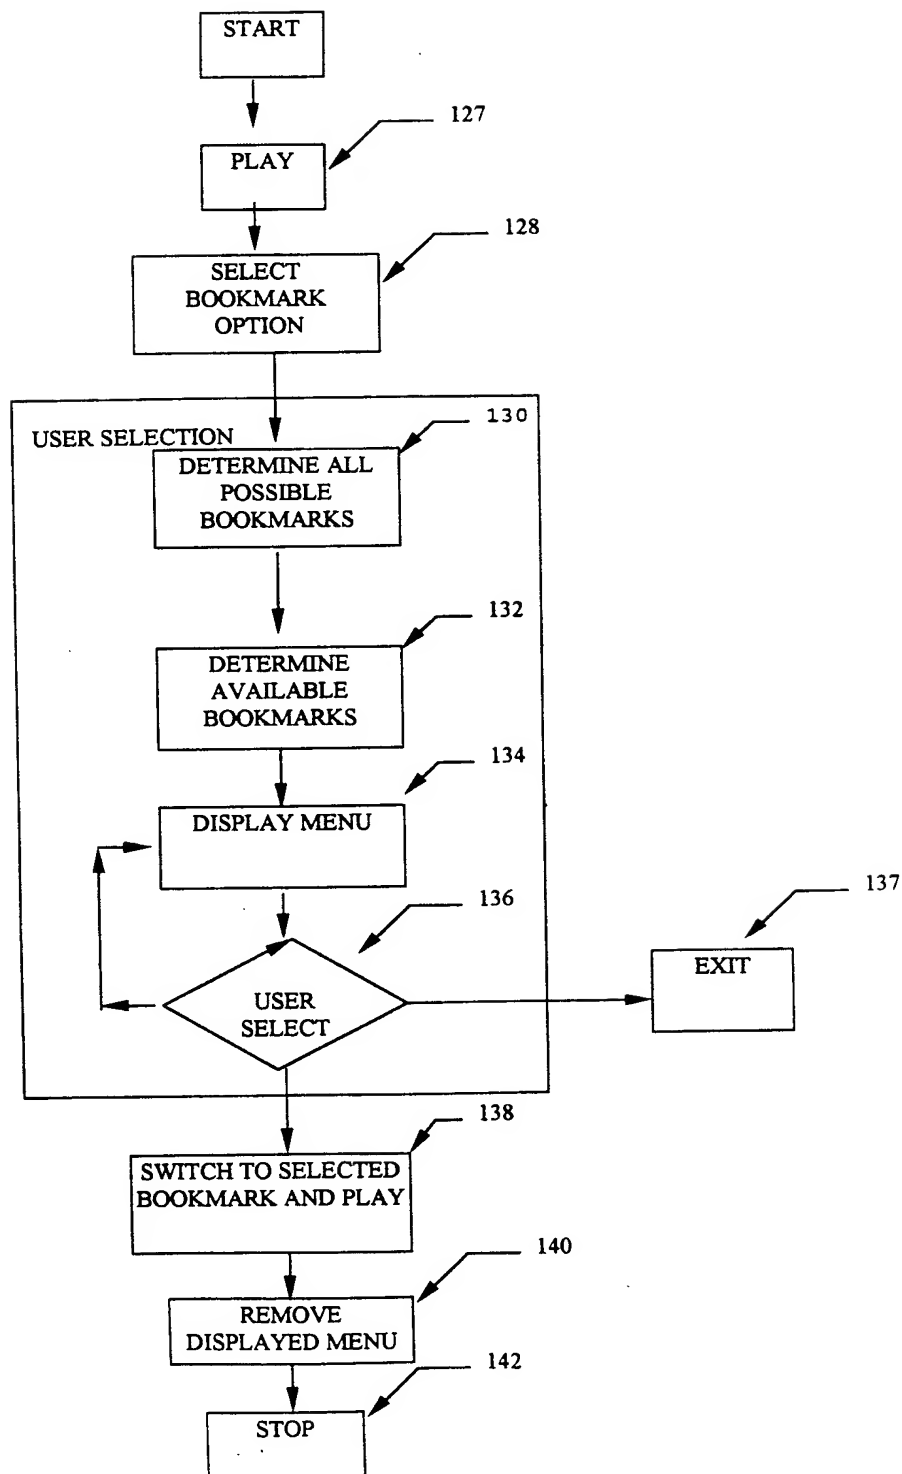 START
127
PLAY
128
SELECT
BOOKMARK
OPTION
130
USER SELECTION
DETERMINE ALL
POSSIBLE
BOOKMARKS
132
DETERMINE
AVAILABLE
BOOKMARKS
134
DISPLAY MENU
136
137
EXIT
USER
SELECT
138
SWITCH TO SELECTED
BOOKMARK AND PLAY
140
REMOVE
DISPLAYED MENU
142
STOP